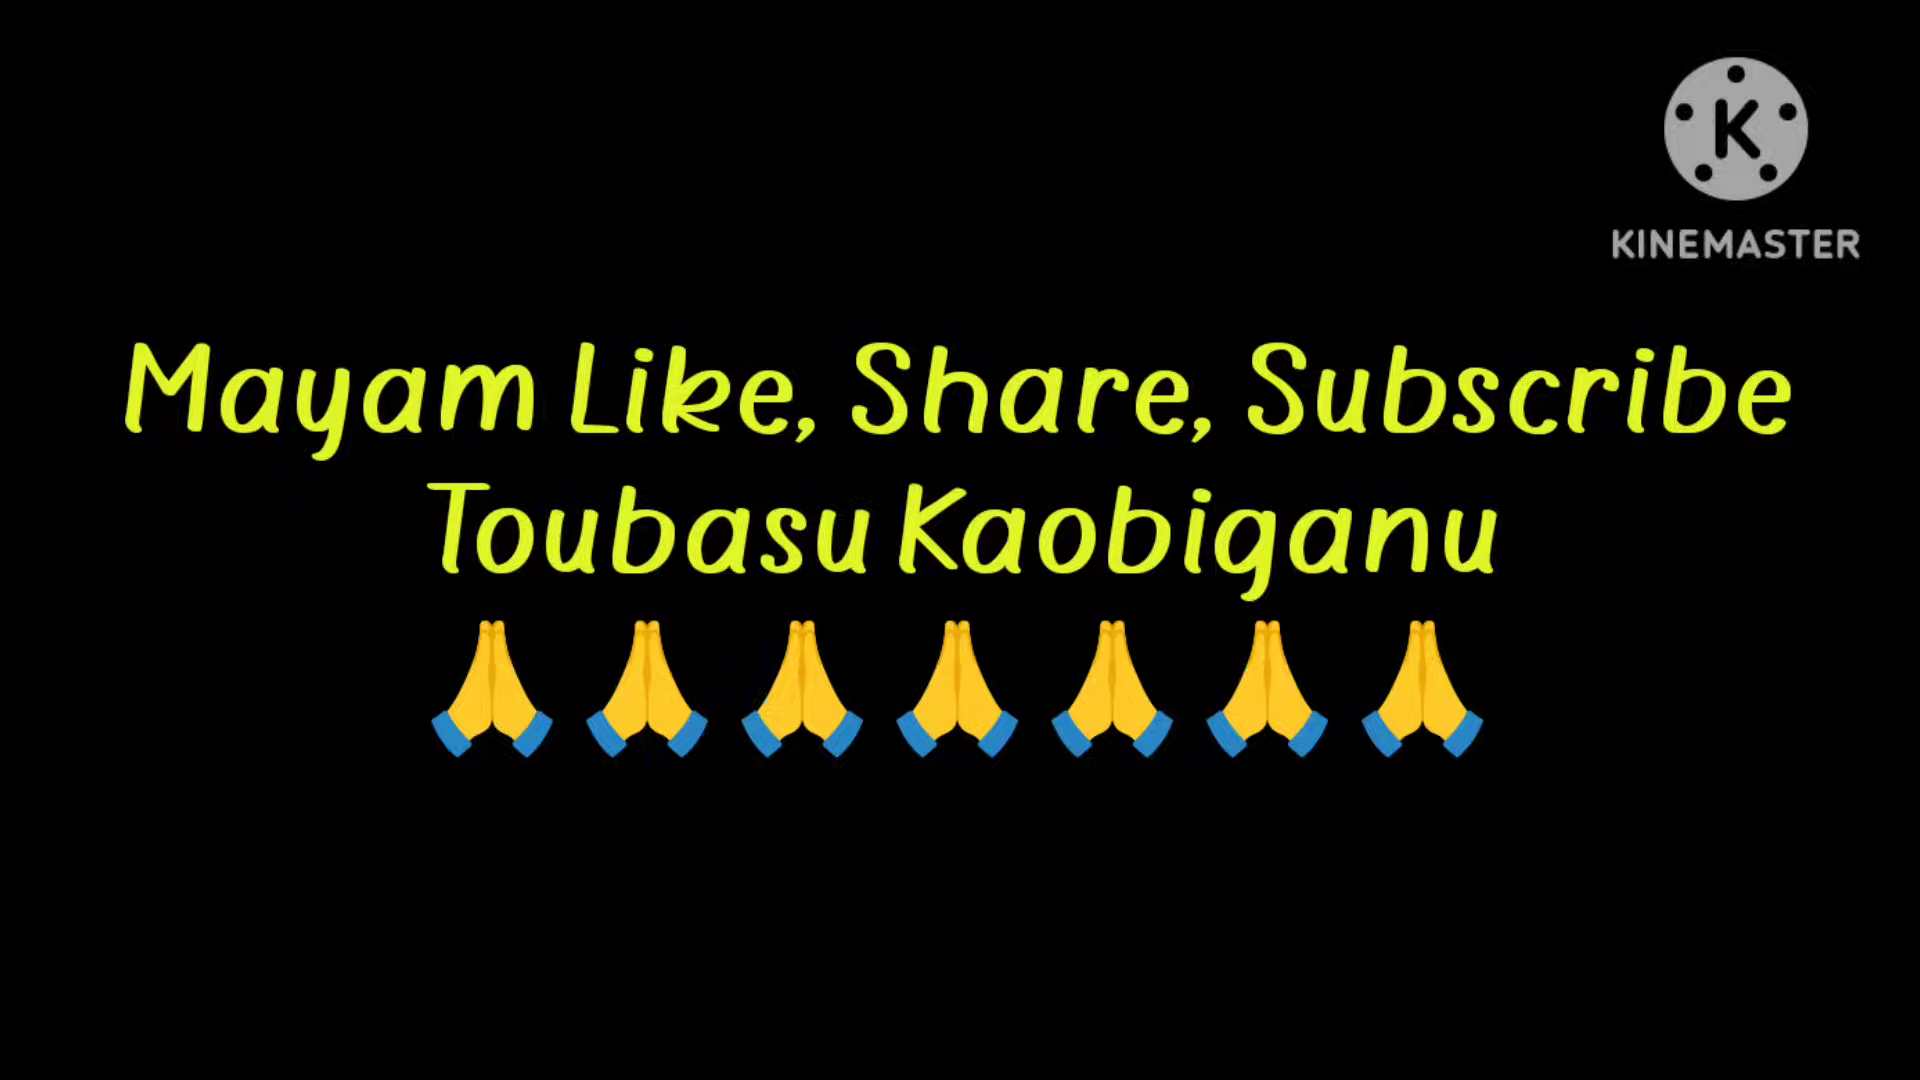 K
KINEMASTER
Mayam Like, Share, Subscribe
Toubasu Kaobiganu
🙏🙏🙏🙏🙏🙏🙏